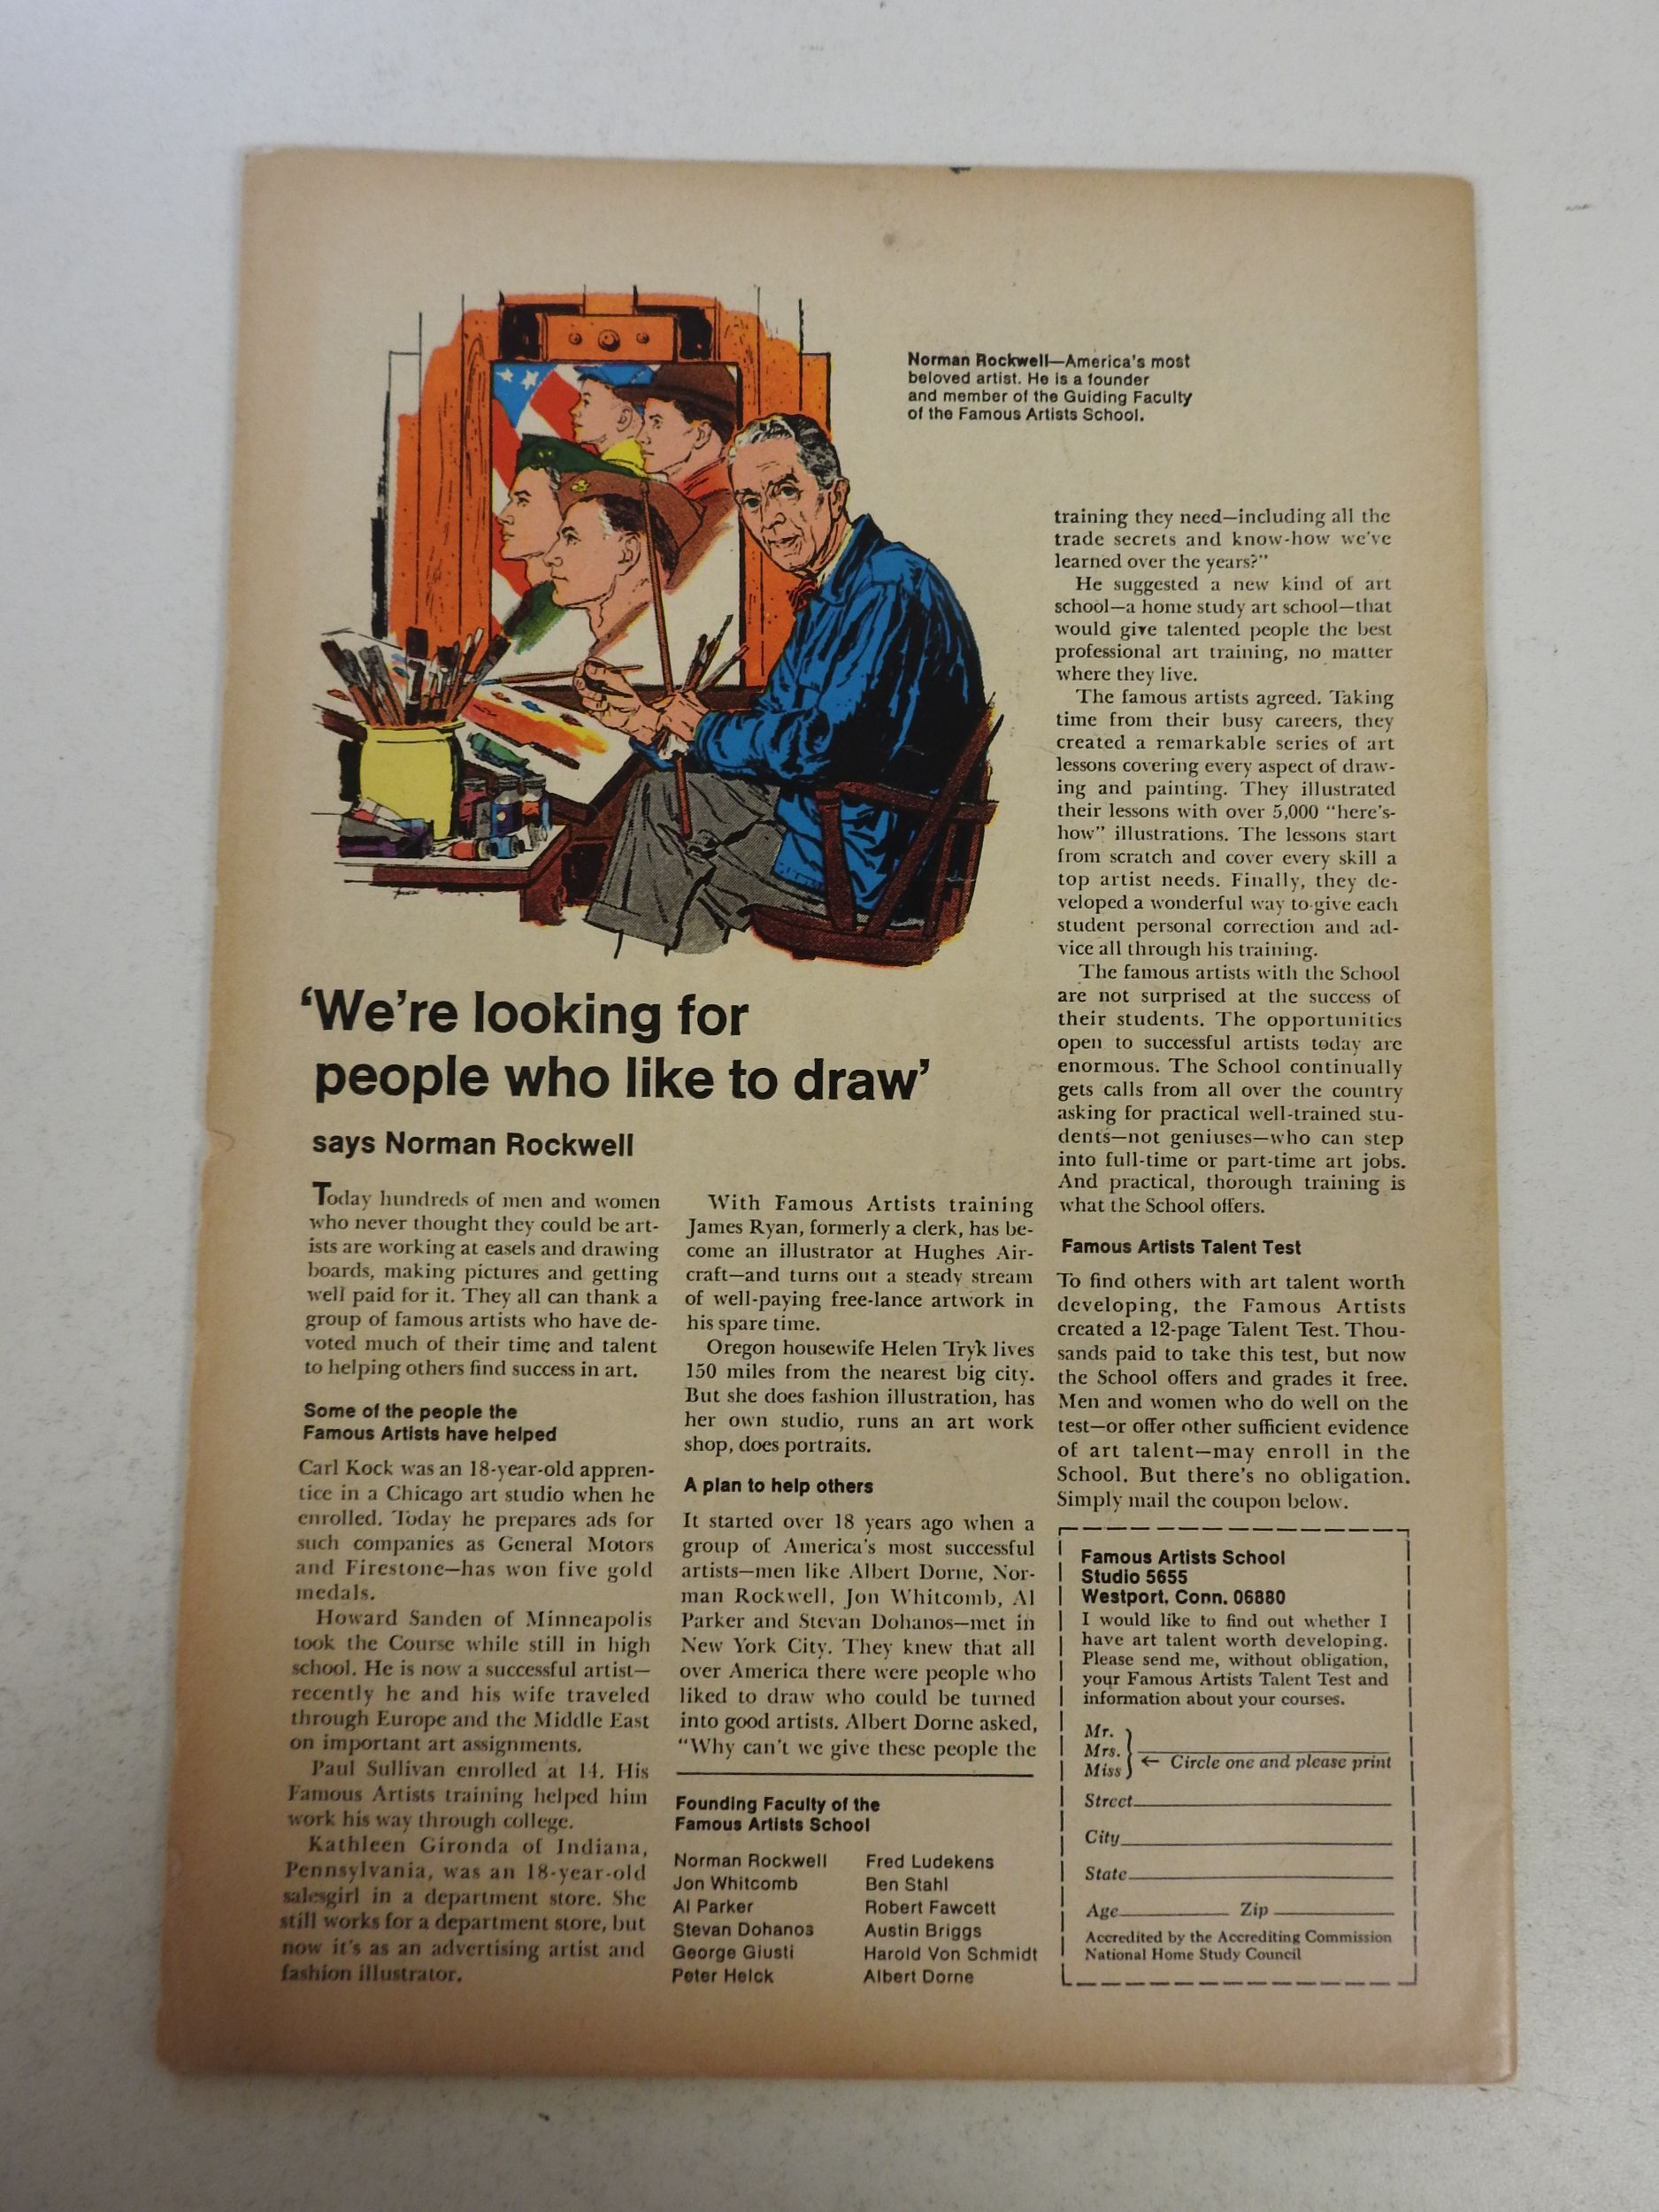 Norman Rockwell—America's most
beloved artist. He is a founder
and member of the Guiding Faculty
of the Famous Artists School.
‘We're looking for
people who like to draw’
says Norman Rockwell
Today hundreds of men and women
who never thought they could be art-
ists are working at easels and drawing
boards, making pictures and getting
well paid for it. They all can thank a
group of famous artists who have de-
voted much of their time and talent
to helping others find success in art.
Some of the people the
Famous Artists have helped
Carl Kock was an 18-year-old appren-
tice in a Chicago art studio when he
enrolled. Today he prepares ads for
such companies as General Motors
and Firestone—has won five gold
medals.
Howard Sanden of Minneapolis
took the Course while still in high
school. He is now a successful artist—
recently he and his wife traveled
through Europe and the Middle East
on important art assignments.
Paul Sullivan enrolled at 14. His
Famous Artists training helped him
work his way through college.
Kathleen Gironda of Indiana,
Pennsylvania, was an 18-year-old
salesgirl in a department store. She
still works for a department store, but
now it's as an advertising artist and
fashion illustrator.
With Famous Artists training
James Ryan, formerly a clerk, has be-
come an illustrator at Hughes Air-
craft—and turns out a steady stream
of well-paying free-lance artwork in
his spare time.
Oregon housewife Helen Tryk lives
150 miles from the nearest big city.
But she does fashion illustration, has
her own studio, runs an art work
shop, does portraits.
A plan to help others
It started over 18 years ago when a
group of America's most successful
artists—men like Albert Dorne, Nor-
man Rockwell, Jon Whitcomb, Al
Parker and Stevan Dohanos—met in
New York City. They knew that all
over America there were people who
liked to draw who could be turned
into good artists. Albert Dorne asked,
"Why can't we give these people the
Founding Faculty of the
Famous Artists School
Norman Rockwell
Jon Whitcomb
Al Parker
Stevan Dohanos
George Giusti
Peter Helck
Fred Ludekens
Ben Stahl
Robert Fawcett
Austin Briggs
Harold Von Schmidt
Albert Dorne
training they need—including all the
trade secrets and know-how we've
learned over the years?"
He suggested a new kind of art
school—a home study art school—that
would give talented people the best
professional art training, no matter
where they live.
The famous artists agreed. Taking
time from their busy careers, they
created a remarkable series of art
lessons covering every aspect of draw-
ing and painting. They illustrated
their lessons with over 5,000 "here's-
how" illustrations. The lessons start
from scratch and cover every skill a
top artist needs. Finally, they de-
veloped a wonderful way to give each
student personal correction and ad-
vice all through his training.
The famous artists with the School
are not surprised at the success of
their students. The opportunities
open to successful artists today are
enormous. The School continually
gets calls from all over the country
asking for practical well-trained stu-
dents—not geniuses—who can step
into full-time or part-time art jobs.
And practical, thorough training is
what the School offers.
Famous Artists Talent Test
To find others with art talent worth
developing, the Famous Artists
created a 12-page Talent Test. Thou-
sands paid to take this test, but now
the School offers and grades it free.
Men and women who do well on the
test—or offer other sufficient evidence
of art talent—may enroll in the
School. But there's no obligation.
Simply mail the coupon below.
Famous Artists School
Studio 5655
Westport, Conn. 06880
I would like to find out whether I
have art talent worth developing.
Please send me, without obligation,
your Famous Artists Talent Test and
information about your courses.
Mr.
Mrs.
Miss
← Circle one and please print
Street
City
State
Age Zip
Accredited by the Accrediting Commission
National Home Study Council